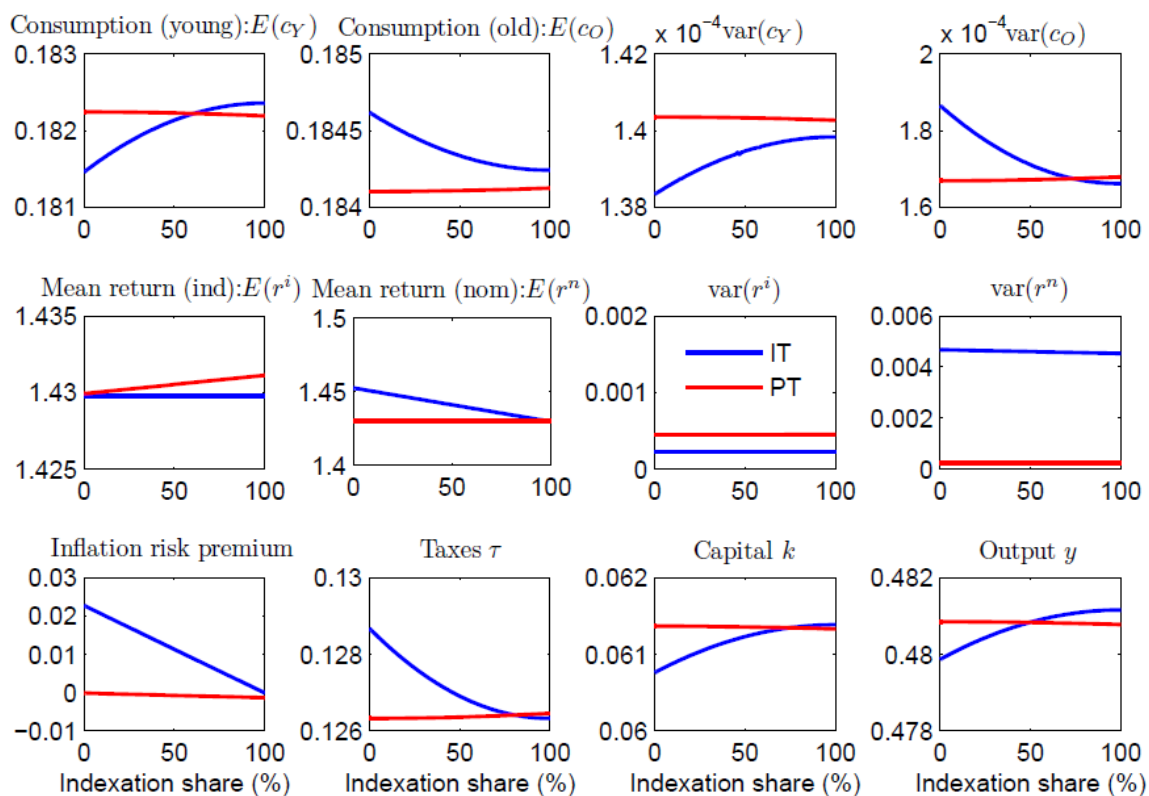 Consumption (young):E(c_Y) Consumption (old):E(c_O) x 10^-4 var(c_Y) x 10^-4 var(c_O)
0.183 0.185 1.42 2
0.182 0.1845 1.4 1.8
0.181 0.184 1.38 1.6
0 50 100 0 50 100 0 50 100 0 50 100
Mean return (ind):E(r^i) Mean return (nom):E(r^n) var(r^i) var(r^n)
1.435 1.5 0.002 0.006
IT
1.43 1.45 0.001 PT 0.004
0.002
1.425 1.4 0 0
0 50 100 0 50 100 0 50 100 0 50 100
Inflation risk premium Taxes τ Capital k Output y
0.03 0.13 0.062 0.482
0.02
0.01 0.128 0.061 0.48
0
−0.01 0.126 0.06 0.478
0 50 100 0 50 100 0 50 100 0 50 100
Indexation share (%) Indexation share (%) Indexation share (%) Indexation share (%)